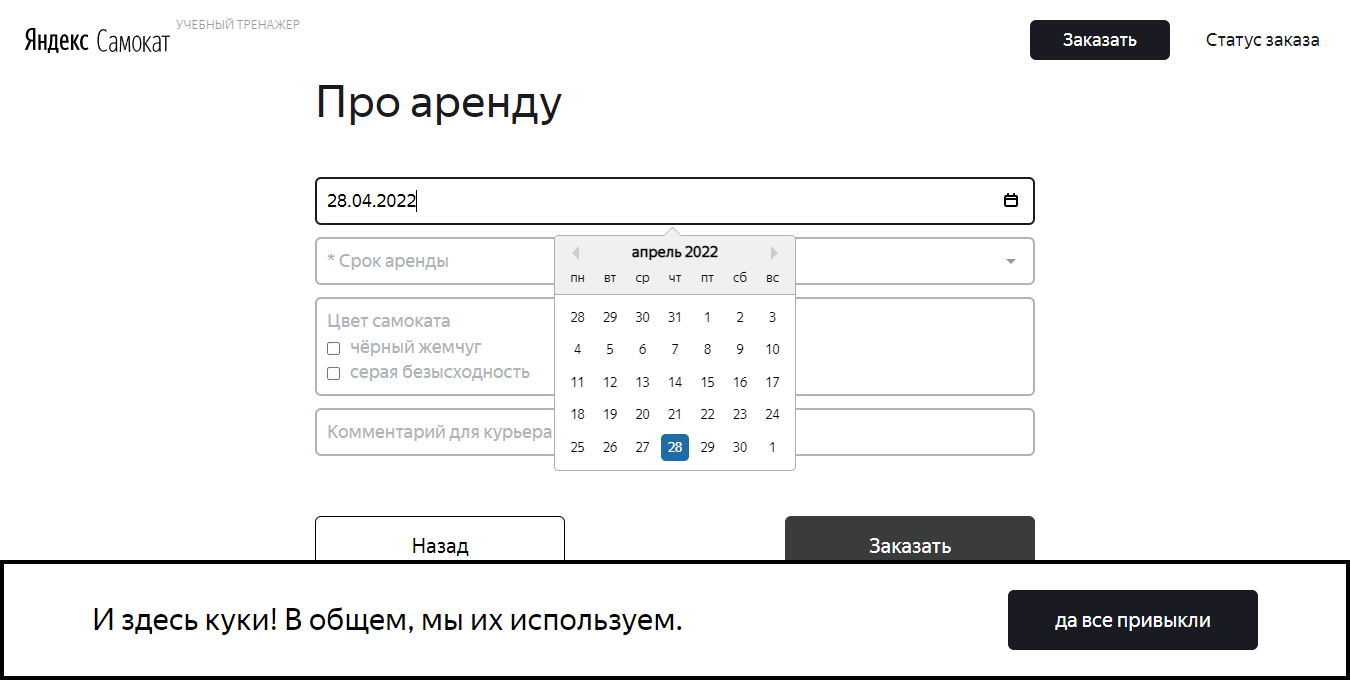 УЧЕБНЫЙ ТРЕНАЖЕР
Яндекс Самокат
Заказать
Статус заказа
Про аренду
28.04.2022
* Срок аренды
апрель 2022
пн вт ср чт пт сб вс
28 29 30 31 1 2 3
4 5 6 7 8 9 10
11 12 13 14 15 16 17
18 19 20 21 22 23 24
25 26 27 28 29 30 1
Цвет самоката
чёрный жемчуг
серая безысходность
Комментарий для курьера
Назад
Заказать
И здесь куки! В общем, мы их используем.
да все привыкли